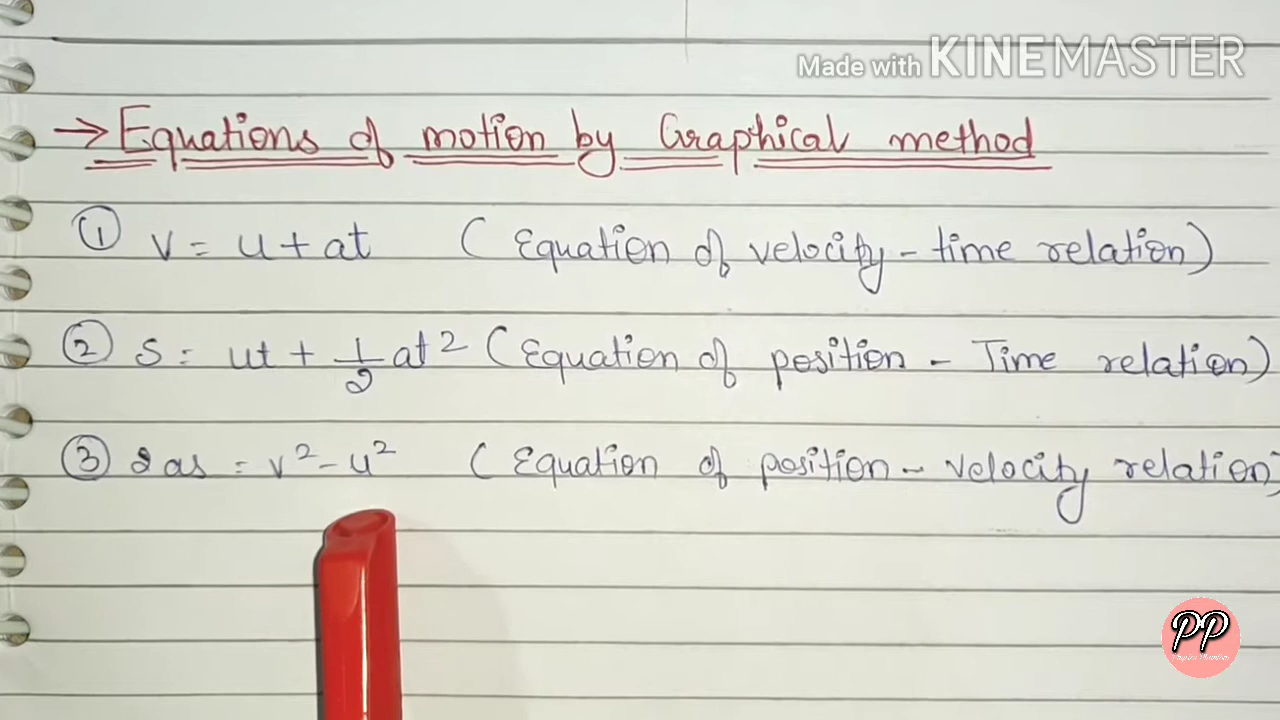 Made with KINEMASTER
→ Equations of motion by Graphical method
① v = u + at ( Equation of velocity - time relation)
② s = ut + 1/2 at² (Equation of position - Time relation)
③ 2as = v² - u² ( Equation of position - velocity relation)
PP